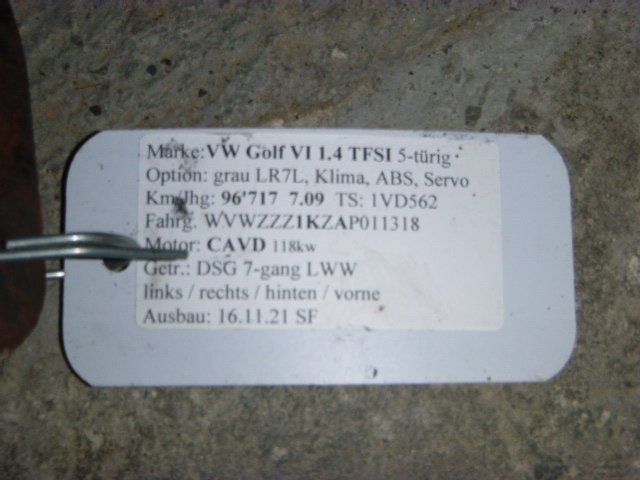 Marke:VW Golf VI 1.4 TFSI 5-türig
Option: grau LR7L, Klima, ABS, Servo
Km/Jhg: 96'717 7.09 TS: 1VD562
Fahrg. WVWZZZ1KZAP011318
Motor: CAVD 118kw
Getr.: DSG 7-gang LWW
links / rechts / hinten / vorne
Ausbau: 16.11.21 SF